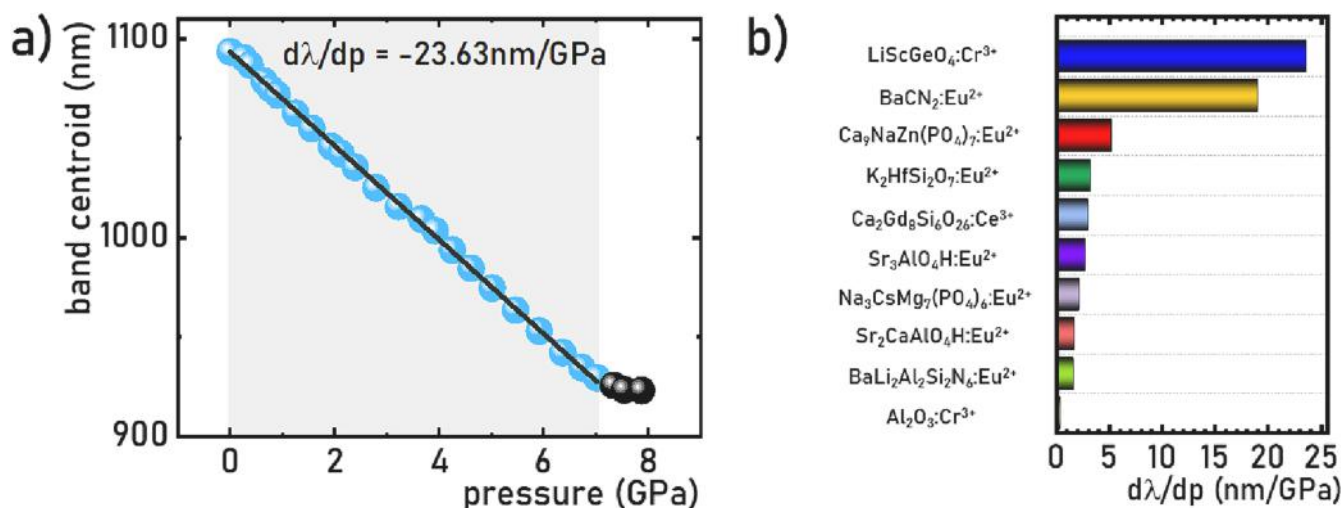 a)
dλ/dp = -23.63nm/GPa
band centroid (nm)
1100
1000
900
0 2 4 6 8
pressure (GPa)
b)
LiScGeO₄:Cr³⁺
BaCN₂:Eu²⁺
Ca₉NaZn(PO₄)₇:Eu²⁺
K₂HfSi₂O₇:Eu²⁺
Ca₂Gd₈Si₆O₂₆:Ce³⁺
Sr₃AlO₄H:Eu²⁺
Na₃CsMg₇(PO₄)₆:Eu²⁺
Sr₂CaAlO₄H:Eu²⁺
BaLi₂Al₂Si₂N₆:Eu²⁺
Al₂O₃:Cr³⁺
0 5 10 15 20 25
dλ/dp (nm/GPa)